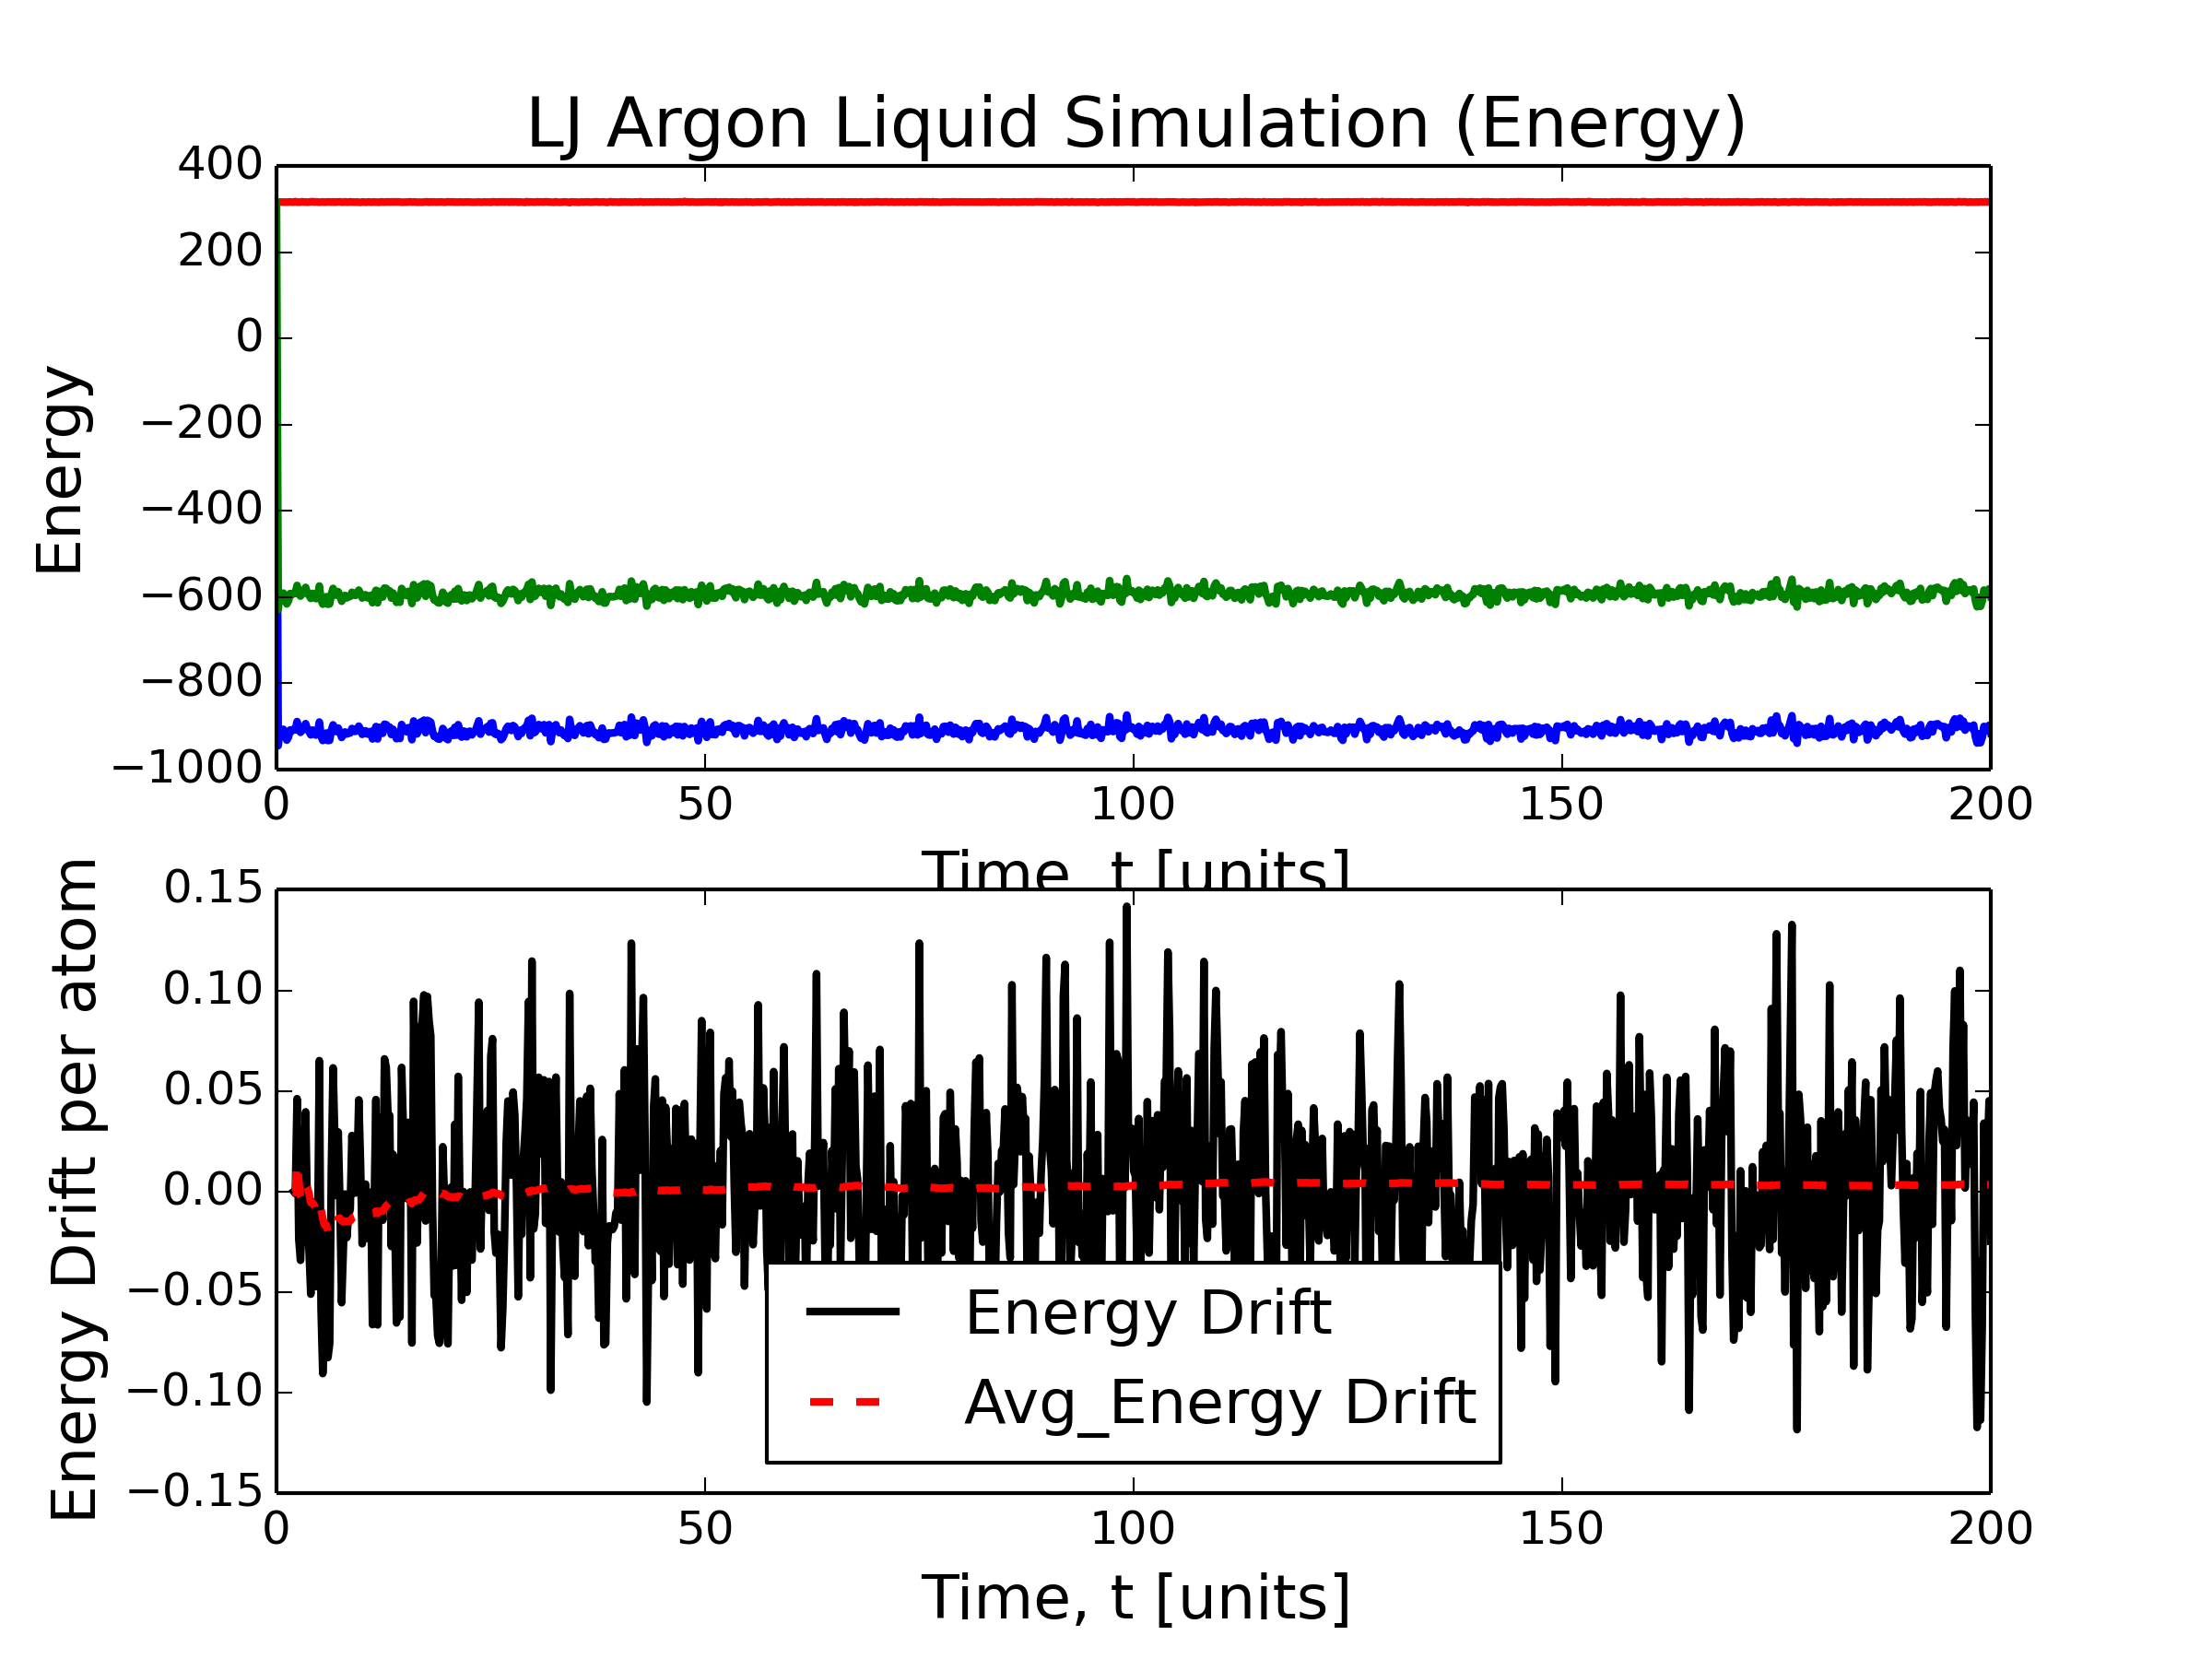 LJ Argon Liquid Simulation (Energy)
400
200
0
−200
−400
−600
−800
−1000
Energy
0 50 100 150 200
Time, t [units]
0.15
0.10
0.05
0.00
−0.05
−0.10
−0.15
Energy Drift per atom
Energy Drift
Avg_Energy Drift
0 50 100 150 200
Time, t [units]